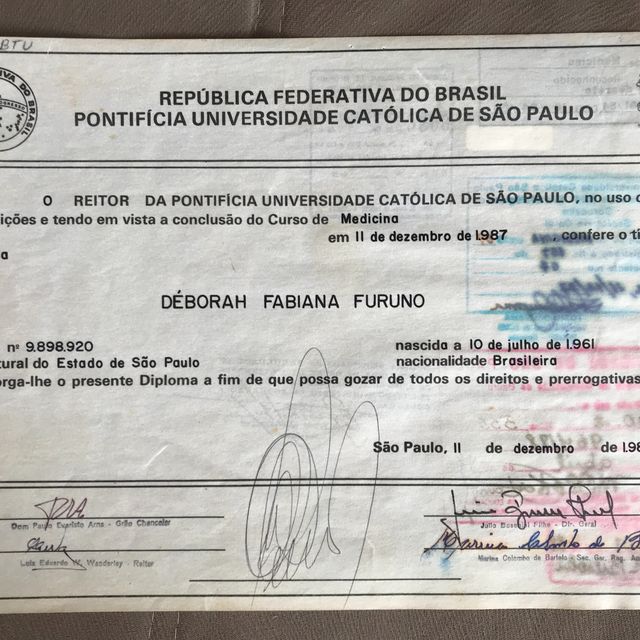 BTU
REPÚBLICA FEDERATIVA DO BRASIL
PONTIFÍCIA UNIVERSIDADE CATÓLICA DE SÃO PAULO
O REITOR DA PONTIFÍCIA UNIVERSIDADE CATÓLICA DE SÃO PAULO, no uso
ições e tendo em vista a conclusão do Curso de Medicina
em 11 de dezembro de 1.987 , confere o tí
a
DÉBORAH FABIANA FURUNO
nº 9.898.920 nascida a 10 de julho de 1.961
tural do Estado de São Paulo nacionalidade Brasileira
orga-lhe o presente Diploma a fim de que possa gozar de todos os direitos e prerrogativas
São Paulo, 11 de dezembro de 1.98
Dom Paulo Evaristo Arns - Grão Chanceler
Julio - Dir. Geral
Luiz Eduardo W. Wanderley - Reitor
Marina Colombo de Bartolo - Sec. Ger. Reg. Ac